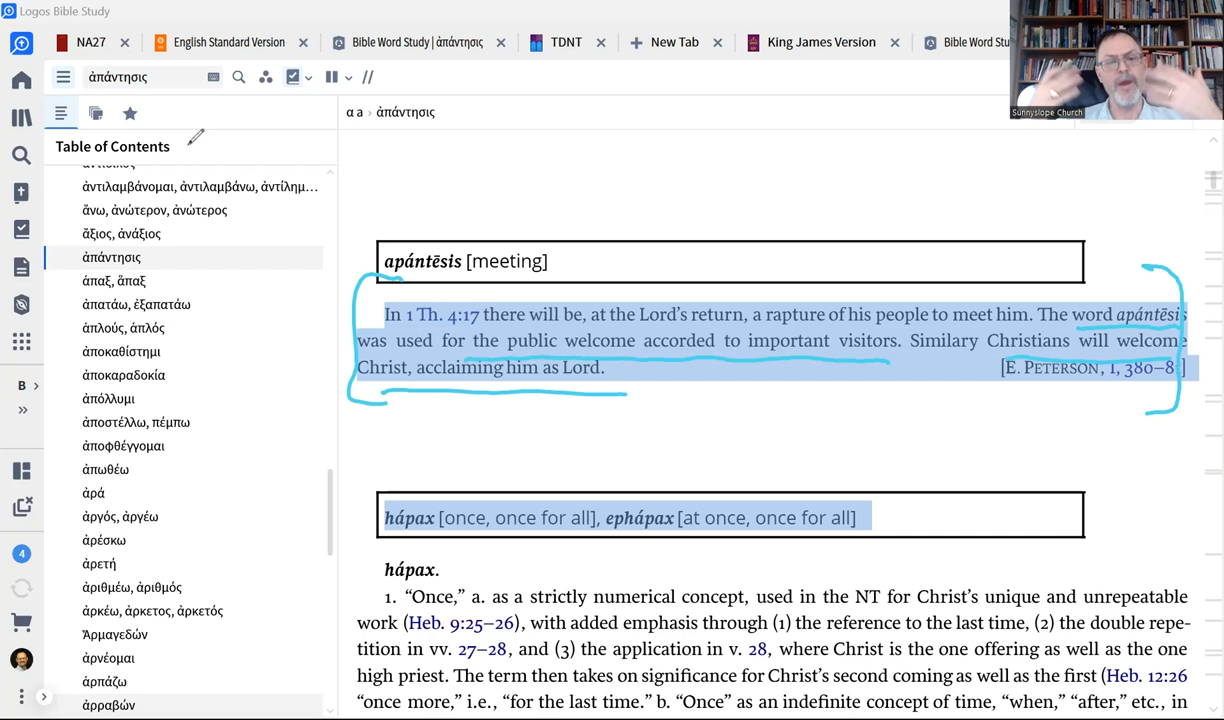 Logos Bible Study
NA27 English Standard Version Bible Word Study | ἀπάντησις TDNT New Tab King James Version Bible Word Stu
ἀπάντησις
Sunnyslope Church
α a › ἀπάντησις
Table of Contents
ἀντιλαμβάνομαι, ἀντιλαμβάνω, ἀντίλημ…
ἄνω, ἀνώτερον, ἀνώτερος
ἄξιος, ἀνάξιος
ἀπάντησις
ἅπαξ, ἅπαξ
ἀπατάω, ἐξαπατάω
ἁπλούς, ἁπλός
ἀποκαθίστημι
ἀποκαραδοκία
ἀπόλλυμι
ἀποστέλλω, πέμπω
ἀποφθέγγομαι
ἀπωθέω
ἀρά
ἀργός, ἀργέω
ἀρέσκω
ἀρετή
ἀριθμέω, ἀριθμός
ἀρκέω, ἀρκετος, ἀρκετός
Ἀρμαγεδών
ἀρνέομαι
ἁρπάζω
ἀρραβών
B
4
apántēsis [meeting]
In 1 Th. 4:17 there will be, at the Lord’s return, a rapture of his people to meet him. The word apántēsis
was used for the public welcome accorded to important visitors. Similary Christians will welcome
Christ, acclaiming him as Lord. [E. PETERSON, I, 380–8 ]
hápax [once, once for all], ephápax [at once, once for all]
hápax.
1. “Once,” a. as a strictly numerical concept, used in the NT for Christ’s unique and unrepeatable
work (Heb. 9:25–26), with added emphasis through (1) the reference to the last time, (2) the double repe-
tition in vv. 27–28, and (3) the application in v. 28, where Christ is the one offering as well as the one
high priest. The term then takes on significance for Christ’s second coming as well as the first (Heb. 12:26
“once more,” i.e., “for the last time.” b. “Once” as an indefinite concept of time, “when,” “after,” etc., in